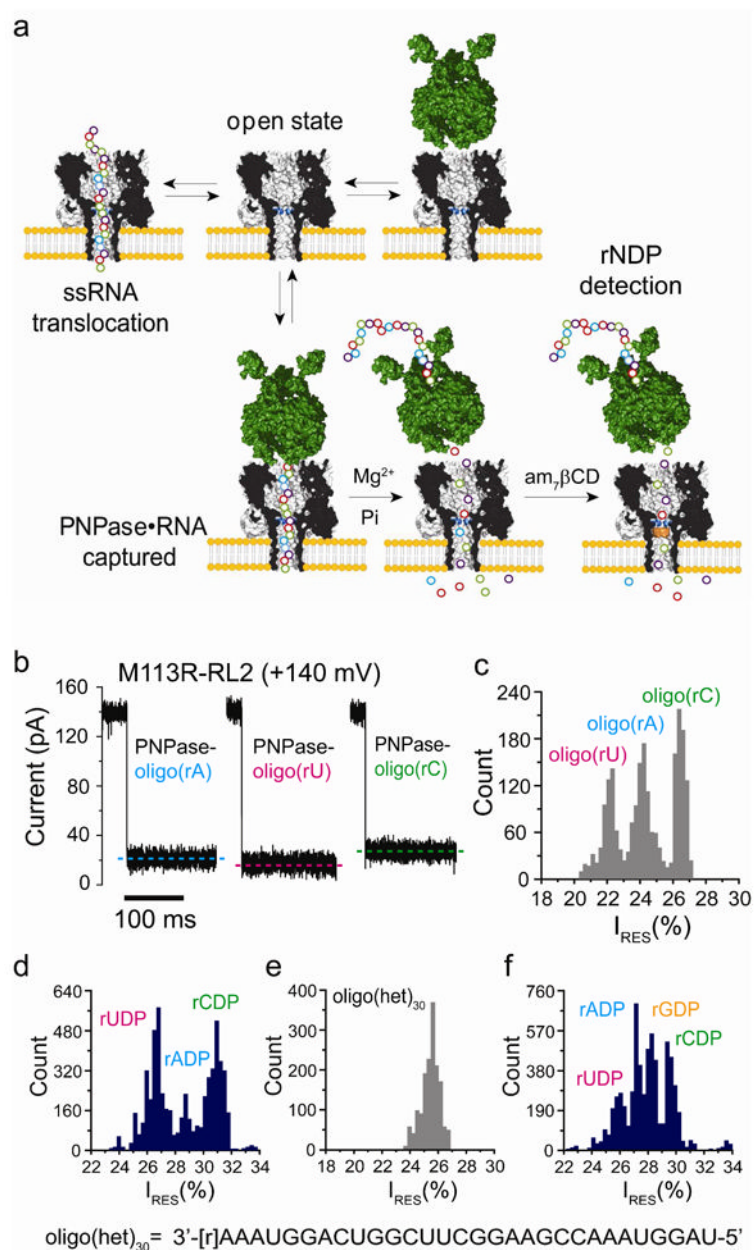 a
open state
ssRNA
translocation
rNDP
detection
PNPase•RNA
captured
Mg2+
Pi
am7βCD
b
M113R-RL2 (+140 mV)
Current (pA)
160
120
80
40
0
PNPase-
oligo(rA)
PNPase-
oligo(rU)
PNPase-
oligo(rC)
100 ms
c
Count
240
180
120
60
0
oligo(rU)
oligo(rA)
oligo(rC)
18 20 22 24 26 28 30
IRES(%)
d
Count
640
480
320
160
0
rUDP
rADP
rCDP
22 24 26 28 30 32 34
IRES(%)
e
Count
400
300
200
100
0
oligo(het)30
18 20 22 24 26 28 30
IRES(%)
f
Count
760
570
380
190
0
rUDP
rADP
rGDP
rCDP
22 24 26 28 30 32 34
IRES(%)
oligo(het)30= 3'-[r]AAAUGGACUGGCUUCGGAAGCCAAAUGGAU-5'